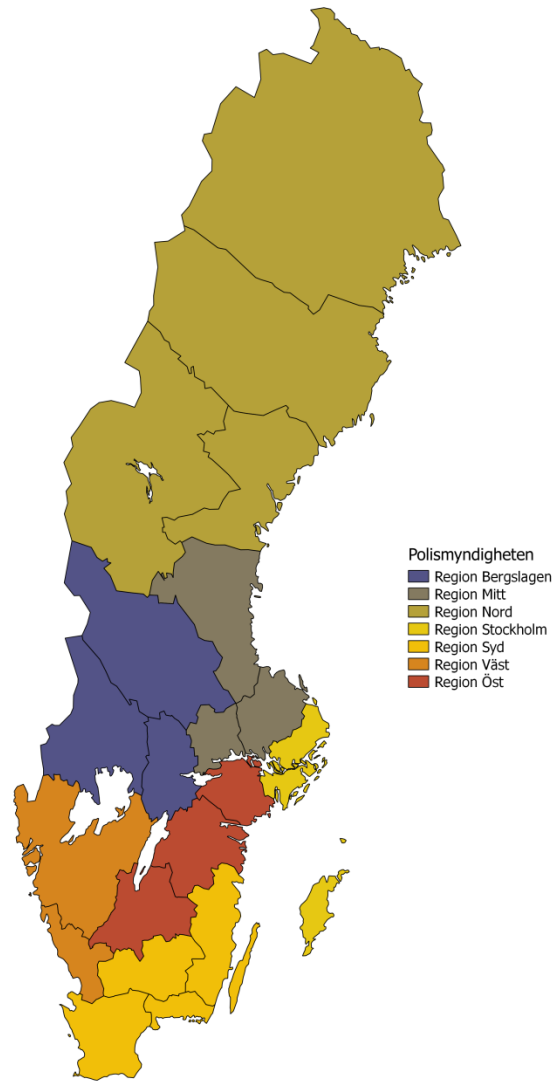 Polismyndigheten
Region Bergslagen
Region Mitt
Region Nord
Region Stockholm
Region Syd
Region Väst
Region Öst